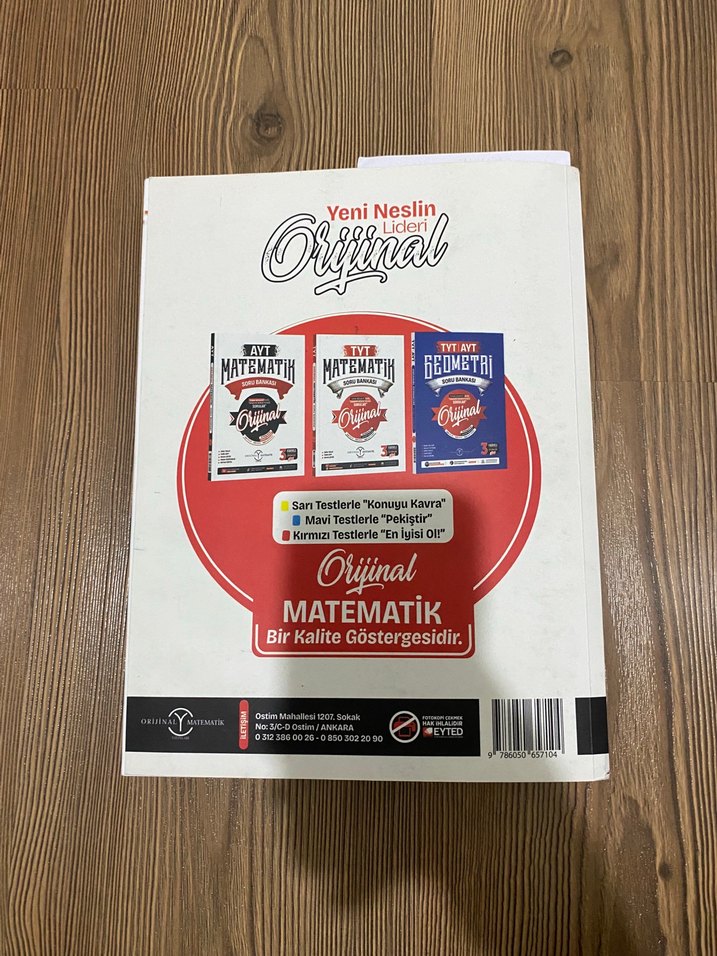 Yeni Neslin
Lideri
Orijinal
AYT
MATEMATİK
SORU BANKASI
Orijinal
TYT
MATEMATİK
SORU BANKASI
Orijinal
TYT AYT
GEOMETRİ
SORU BANKASI
Orijinal
Sarı Testlerle "Konuyu Kavra"
Mavi Testlerle "Pekiştir"
Kırmızı Testlerle "En İyisi Ol!"
Orijinal
MATEMATİK
Bir Kalite Göstergesidir.
ORİJİNAL MATEMATİK
İLETİŞİM
Ostim Mahallesi 1207. Sokak
No: 3/C-D Ostim / ANKARA
0 312 386 00 26 - 0 850 302 20 90
FOTOKOPİ ÇEKMEK
HAK İHLALİDİR
EYTED
9 786050 657104